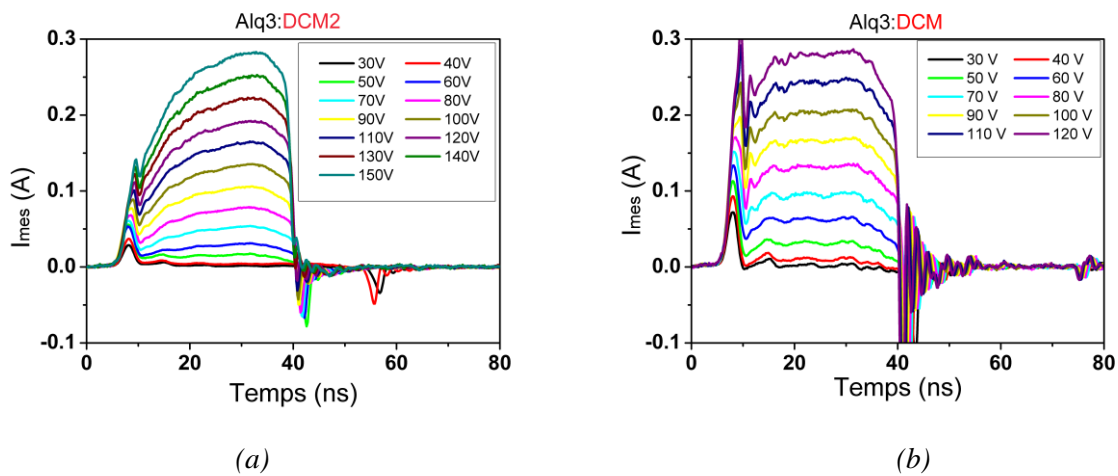 Alq3:DCM2
0.3
0.2
0.1
0.0
-0.1
Imes (A)
30V 40V
50V 60V
70V 80V
90V 100V
110V 120V
130V 140V
150V
0 20 40 60 80
Temps (ns)
(a)
Alq3:DCM
0.3
0.2
0.1
0.0
-0.1
Imes (A)
30 V 40 V
50 V 60 V
70 V 80 V
90 V 100 V
110 V 120 V
0 20 40 60 80
Temps (ns)
(b)